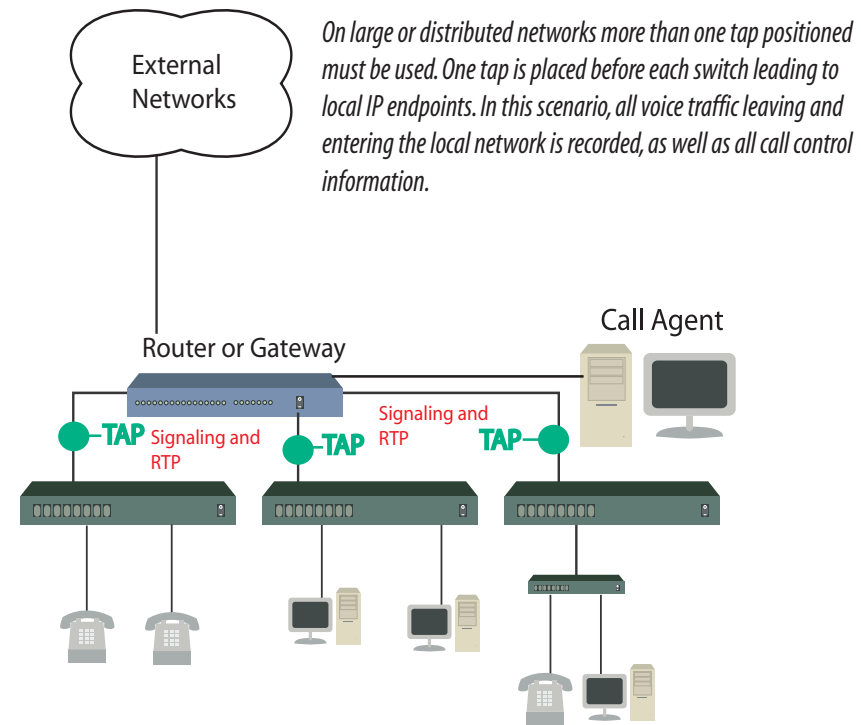 External
Networks
On large or distributed networks more than one tap positioned
must be used. One tap is placed before each switch leading to
local IP endpoints. In this scenario, all voice traffic leaving and
entering the local network is recorded, as well as all call control
information.
Call Agent
Router or Gateway
TAP
Signaling and
RTP
TAP
Signaling and
RTP
TAP